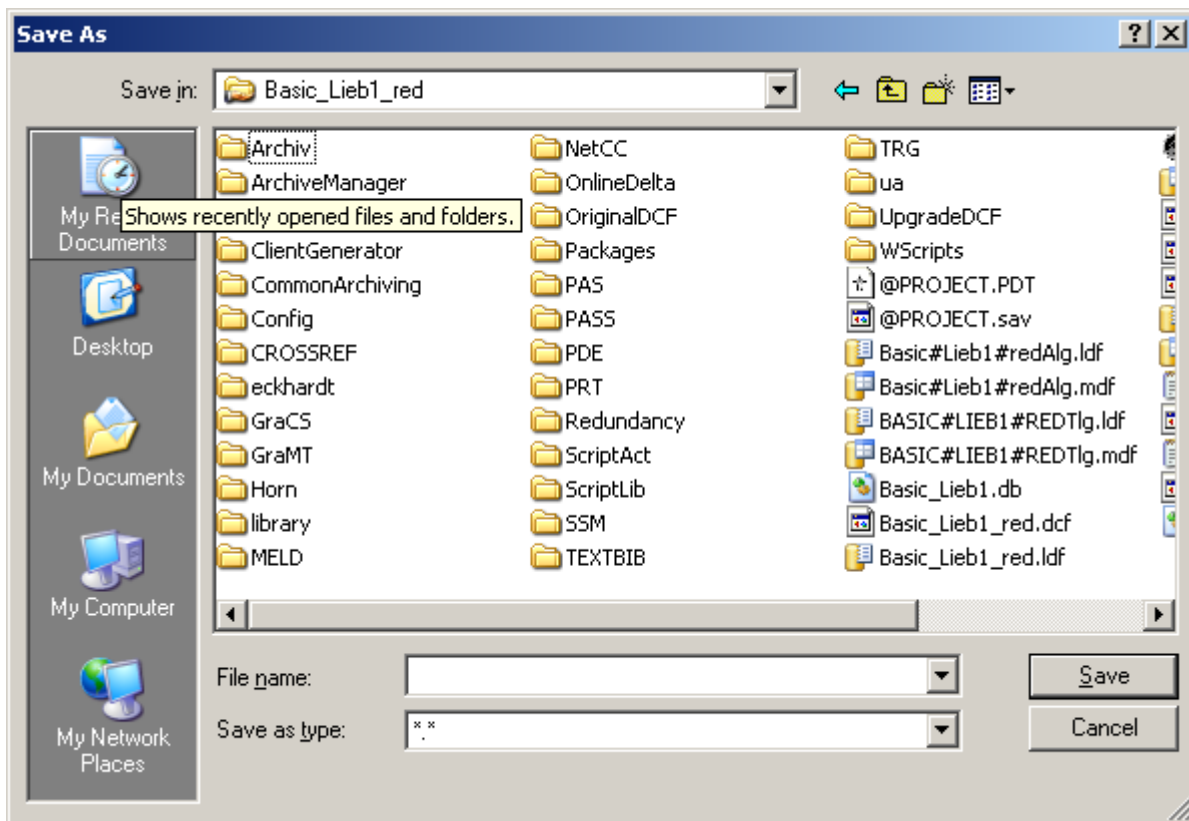 Save As
Save in: Basic_Lieb1_red
My Re
Documents
Desktop
My Documents
My Computer
My Network
Places
Shows recently opened files and folders.
Archiv
ArchiveManager
ClientGenerator
CommonArchiving
Config
CROSSREF
eckhardt
GraCS
GraMT
Horn
library
MELD
NetCC
OnlineDelta
OriginalDCF
Packages
PAS
PASS
PDE
PRT
Redundancy
ScriptAct
ScriptLib
SSM
TEXTBIB
TRG
ua
UpgradeDCF
WScripts
@PROJECT.PDT
@PROJECT.sav
Basic#Lieb1#redAlg.ldf
Basic#Lieb1#redAlg.mdf
BASIC#LIEB1#REDTlg.ldf
BASIC#LIEB1#REDTlg.mdf
Basic_Lieb1.db
Basic_Lieb1_red.dcf
Basic_Lieb1_red.ldf
File name:
Save
Save as type: *.*
Cancel